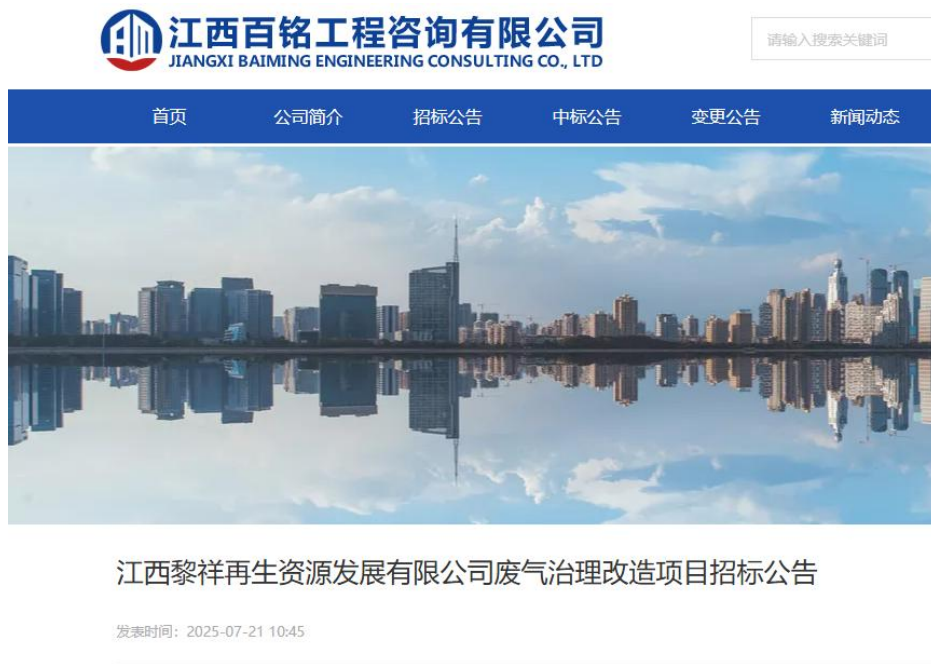 江西百铭工程咨询有限公司
JIANGXI BAIMING ENGINEERING CONSULTING CO., LTD
请输入搜索关键词
首页 公司简介 招标公告 中标公告 变更公告 新闻动态
江西黎祥再生资源发展有限公司废气治理改造项目招标公告
发表时间：2025-07-21 10:45